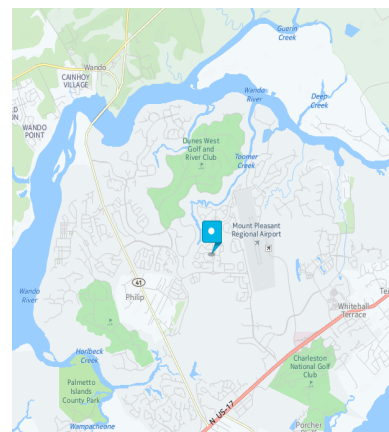 Guerin
Creek
Wando
CAINHOY
VILLAGE
Wando
River
Deep
Creek
WANDO
POINT
Dunes West
Golf and
River Club
Toomer
Creek
Mount Pleasant
Regional Airport
41
Wando
River
Philip
Whitehall
Terrace
Horlbeck
Creek
Charleston
National Golf
Club
Palmetto
Islands
County Park
N US-17
Porcher
Wampacheone